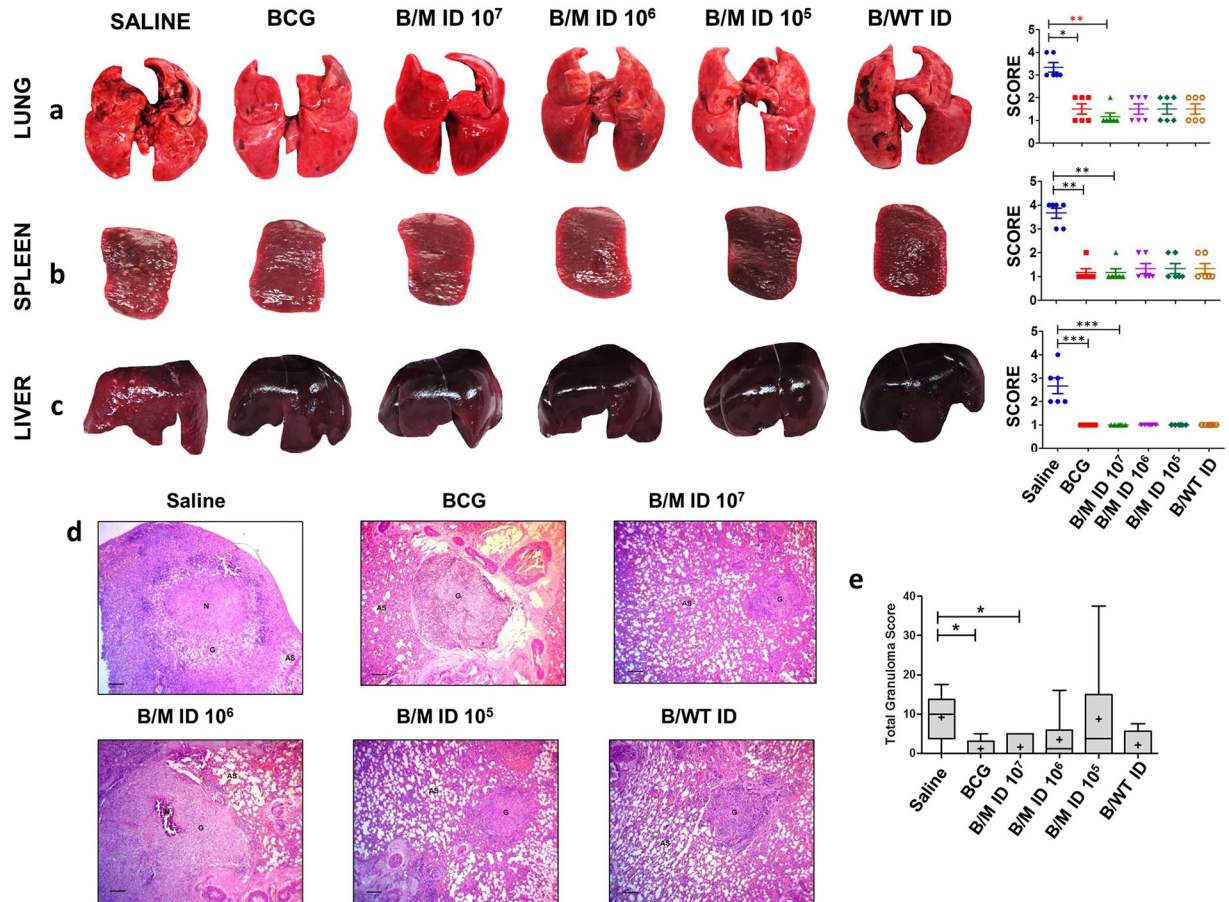 SALINE BCG B/M ID 10⁷ B/M ID 10⁶ B/M ID 10⁵ B/WT ID
LUNG
a
SCORE
5
4
3
2
1
0
**
*
SPLEEN
b
SCORE
5
4
3
2
1
0
**
**
LIVER
c
SCORE
5
4
3
2
1
0
***
***
Saline BCG B/M ID 10⁷ B/M ID 10⁶ B/M ID 10⁵ B/WT ID
d
Saline BCG B/M ID 10⁷
N G AS
AS G
AS G
B/M ID 10⁶ B/M ID 10⁵ B/WT ID
AS G
AS G
AS G
e
Total Granuloma Score
40
30
20
10
0
*
*
Saline BCG B/M ID 10⁷ B/M ID 10⁶ B/M ID 10⁵ B/WT ID